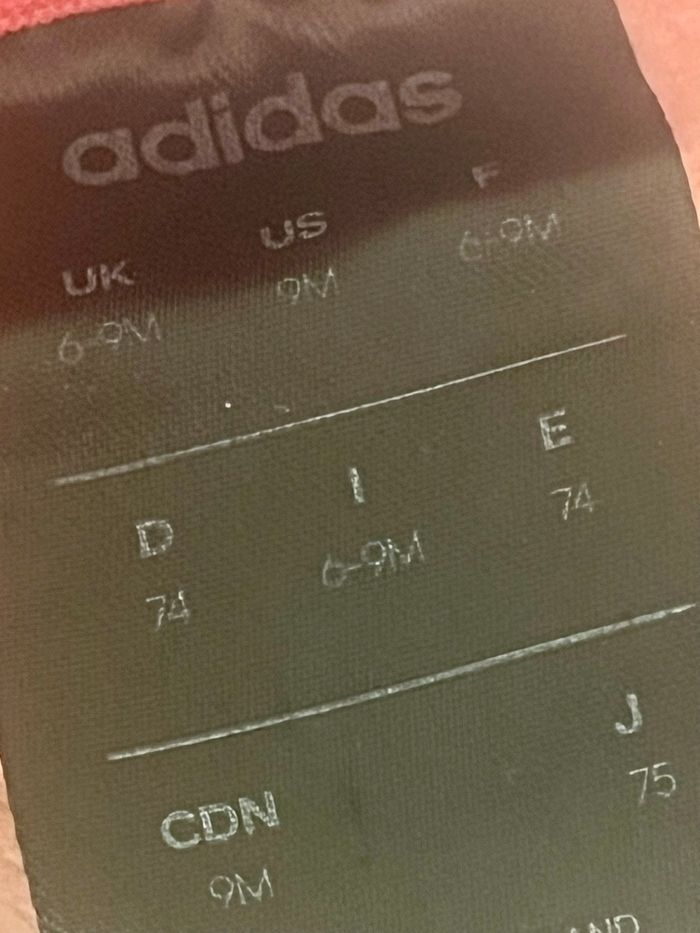 adidas
UK US F
6-9M 9M 6-9M
D I E
74 6-9M 74
CDN J
9M 75